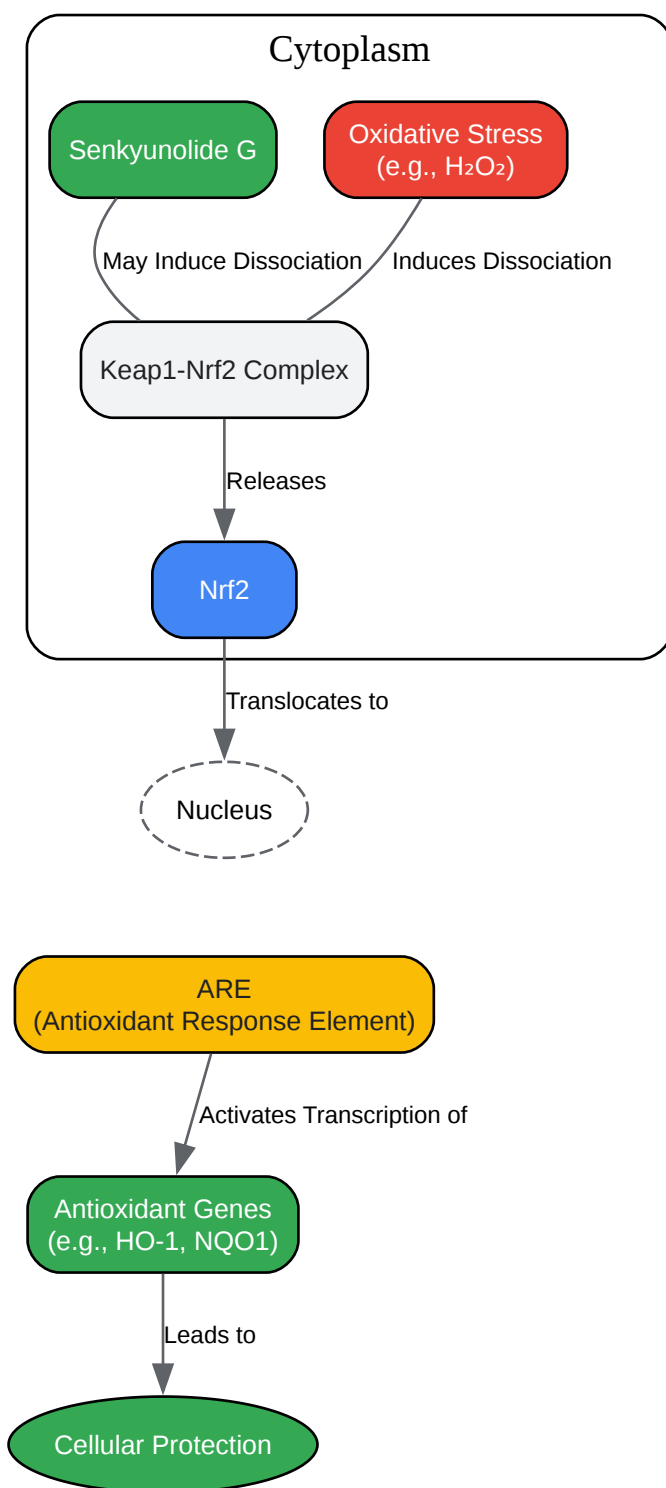 Cytoplasm
Senkyunolide G
Oxidative Stress
(e.g., H₂O₂)
May Induce Dissociation
Induces Dissociation
Keap1-Nrf2 Complex
Releases
Nrf2
Translocates to
Nucleus
ARE
(Antioxidant Response Element)
Activates Transcription of
Antioxidant Genes
(e.g., HO-1, NQO1)
Leads to
Cellular Protection